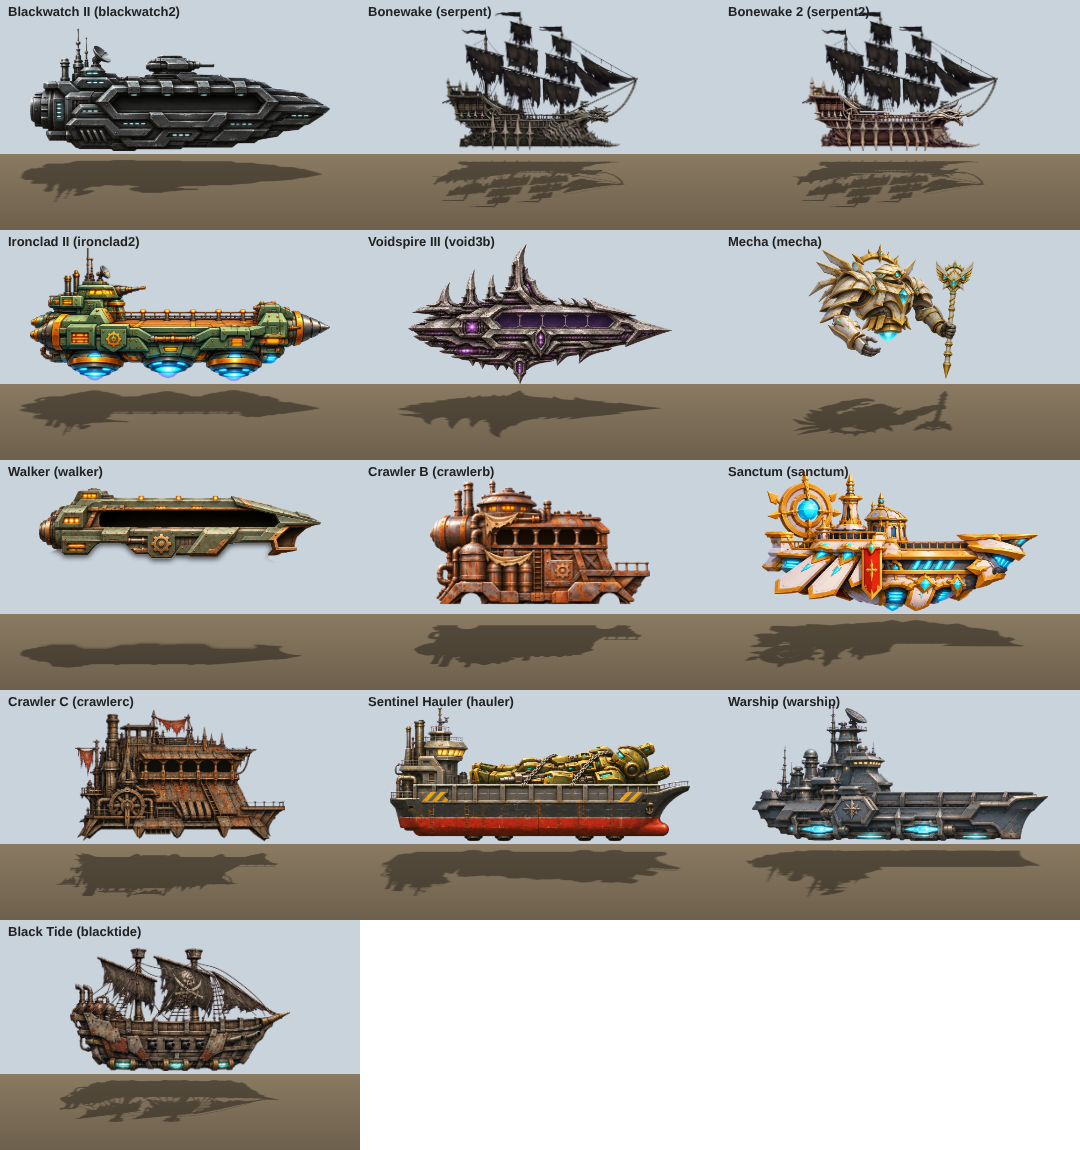 Blackwatch II (blackwatch2)
Bonewake (serpent)
Bonewake 2 (serpent2)
Ironclad II (ironclad2)
Voidspire III (void3b)
Mecha (mecha)
Walker (walker)
Crawler B (crawlerb)
Sanctum (sanctum)
Crawler C (crawlerc)
Sentinel Hauler (hauler)
Warship (warship)
Black Tide (blacktide)